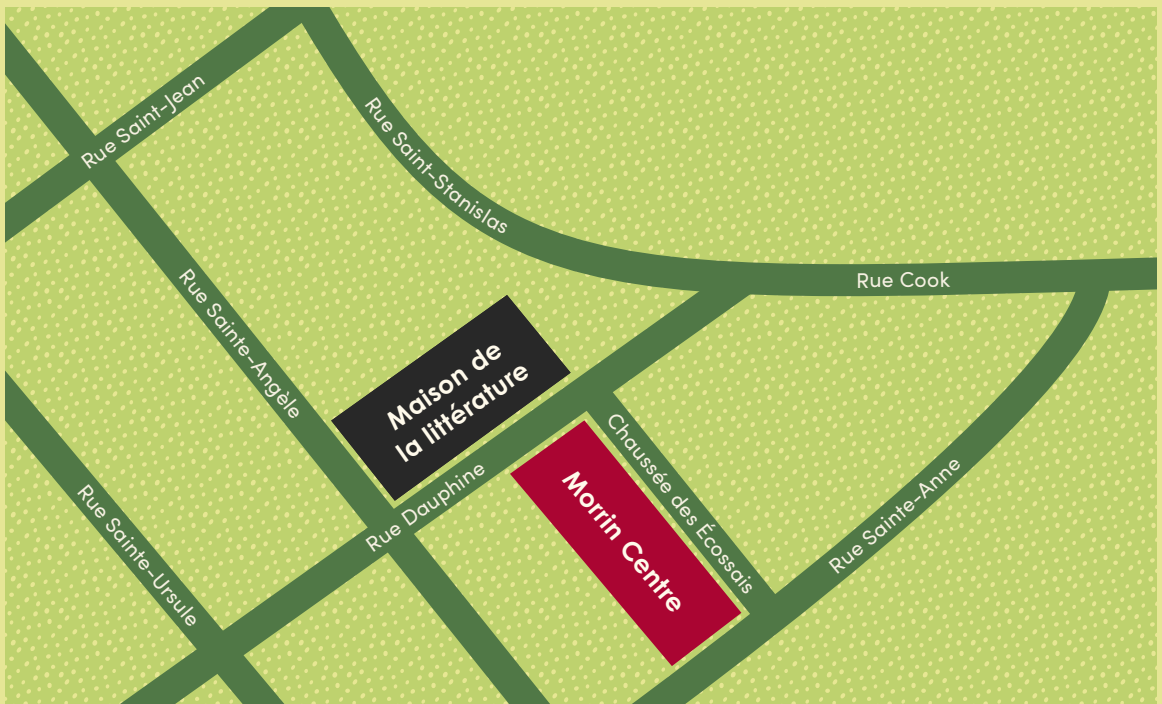 Rue Saint-Jean
Rue Saint-Stanislas
Rue Cook
Rue Sainte-Angèle
Maison de
la littérature
Rue Dauphine
Chaussée des Écossais
Morrin Centre
Rue Sainte-Anne
Rue Sainte-Ursule